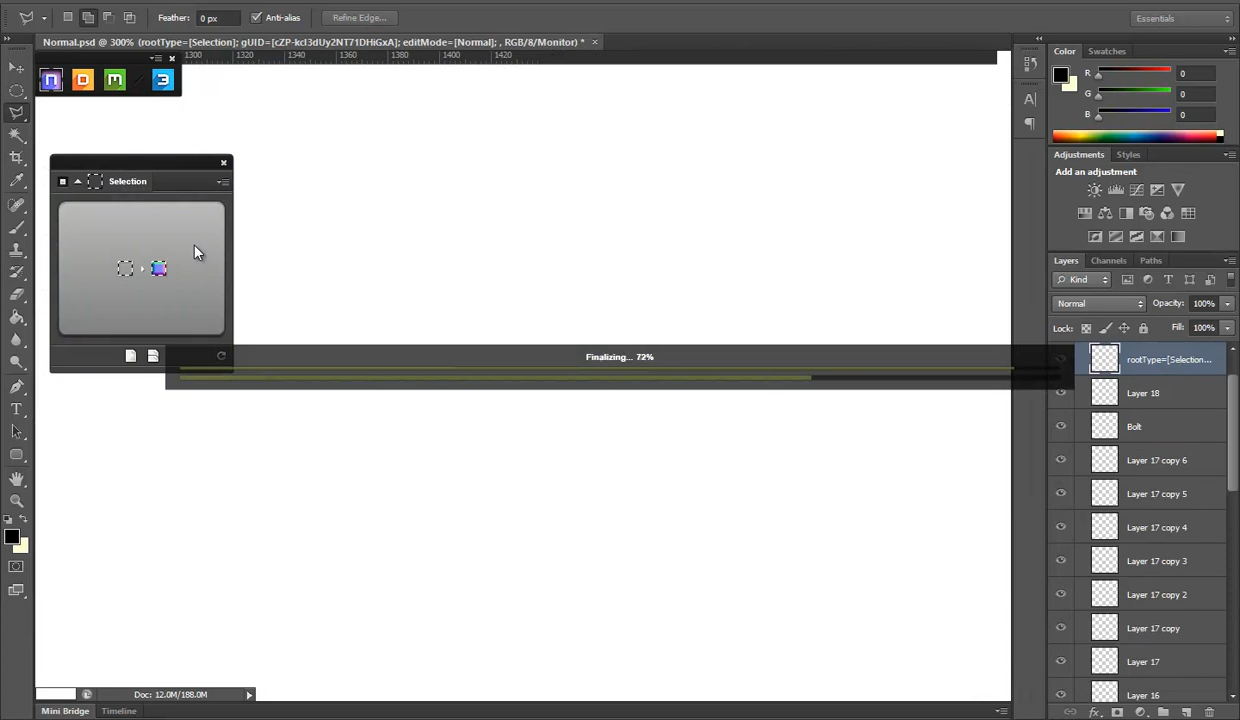 Feather: 0 px Anti-alias Refine Edge... Essentials
Normal.psd @ 300% (rootType=[Selection]; gUID=[cZP-kcI3dUy2NT71DHiGxA]; editMode=[Normal]; , RGB/8/Monitor) *
1300 1320 1340 1360 1380 1400 1420
n D m 3
Selection
Finalizing... 72%
Color Swatches
R 0
G 0
B 0
Adjustments Styles
Add an adjustment
Layers Channels Paths
Kind
Normal Opacity: 100%
Lock: Fill: 100%
rootType=[Selection...
Layer 18
Bolt
Layer 17 copy 6
Layer 17 copy 5
Layer 17 copy 4
Layer 17 copy 3
Layer 17 copy 2
Layer 17 copy
Layer 17
Layer 16
Doc: 12.0M/188.0M
Mini Bridge Timeline